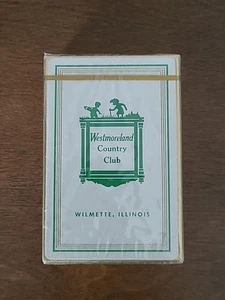 Westmoreland
Country
Club
WILMETTE, ILLINOIS